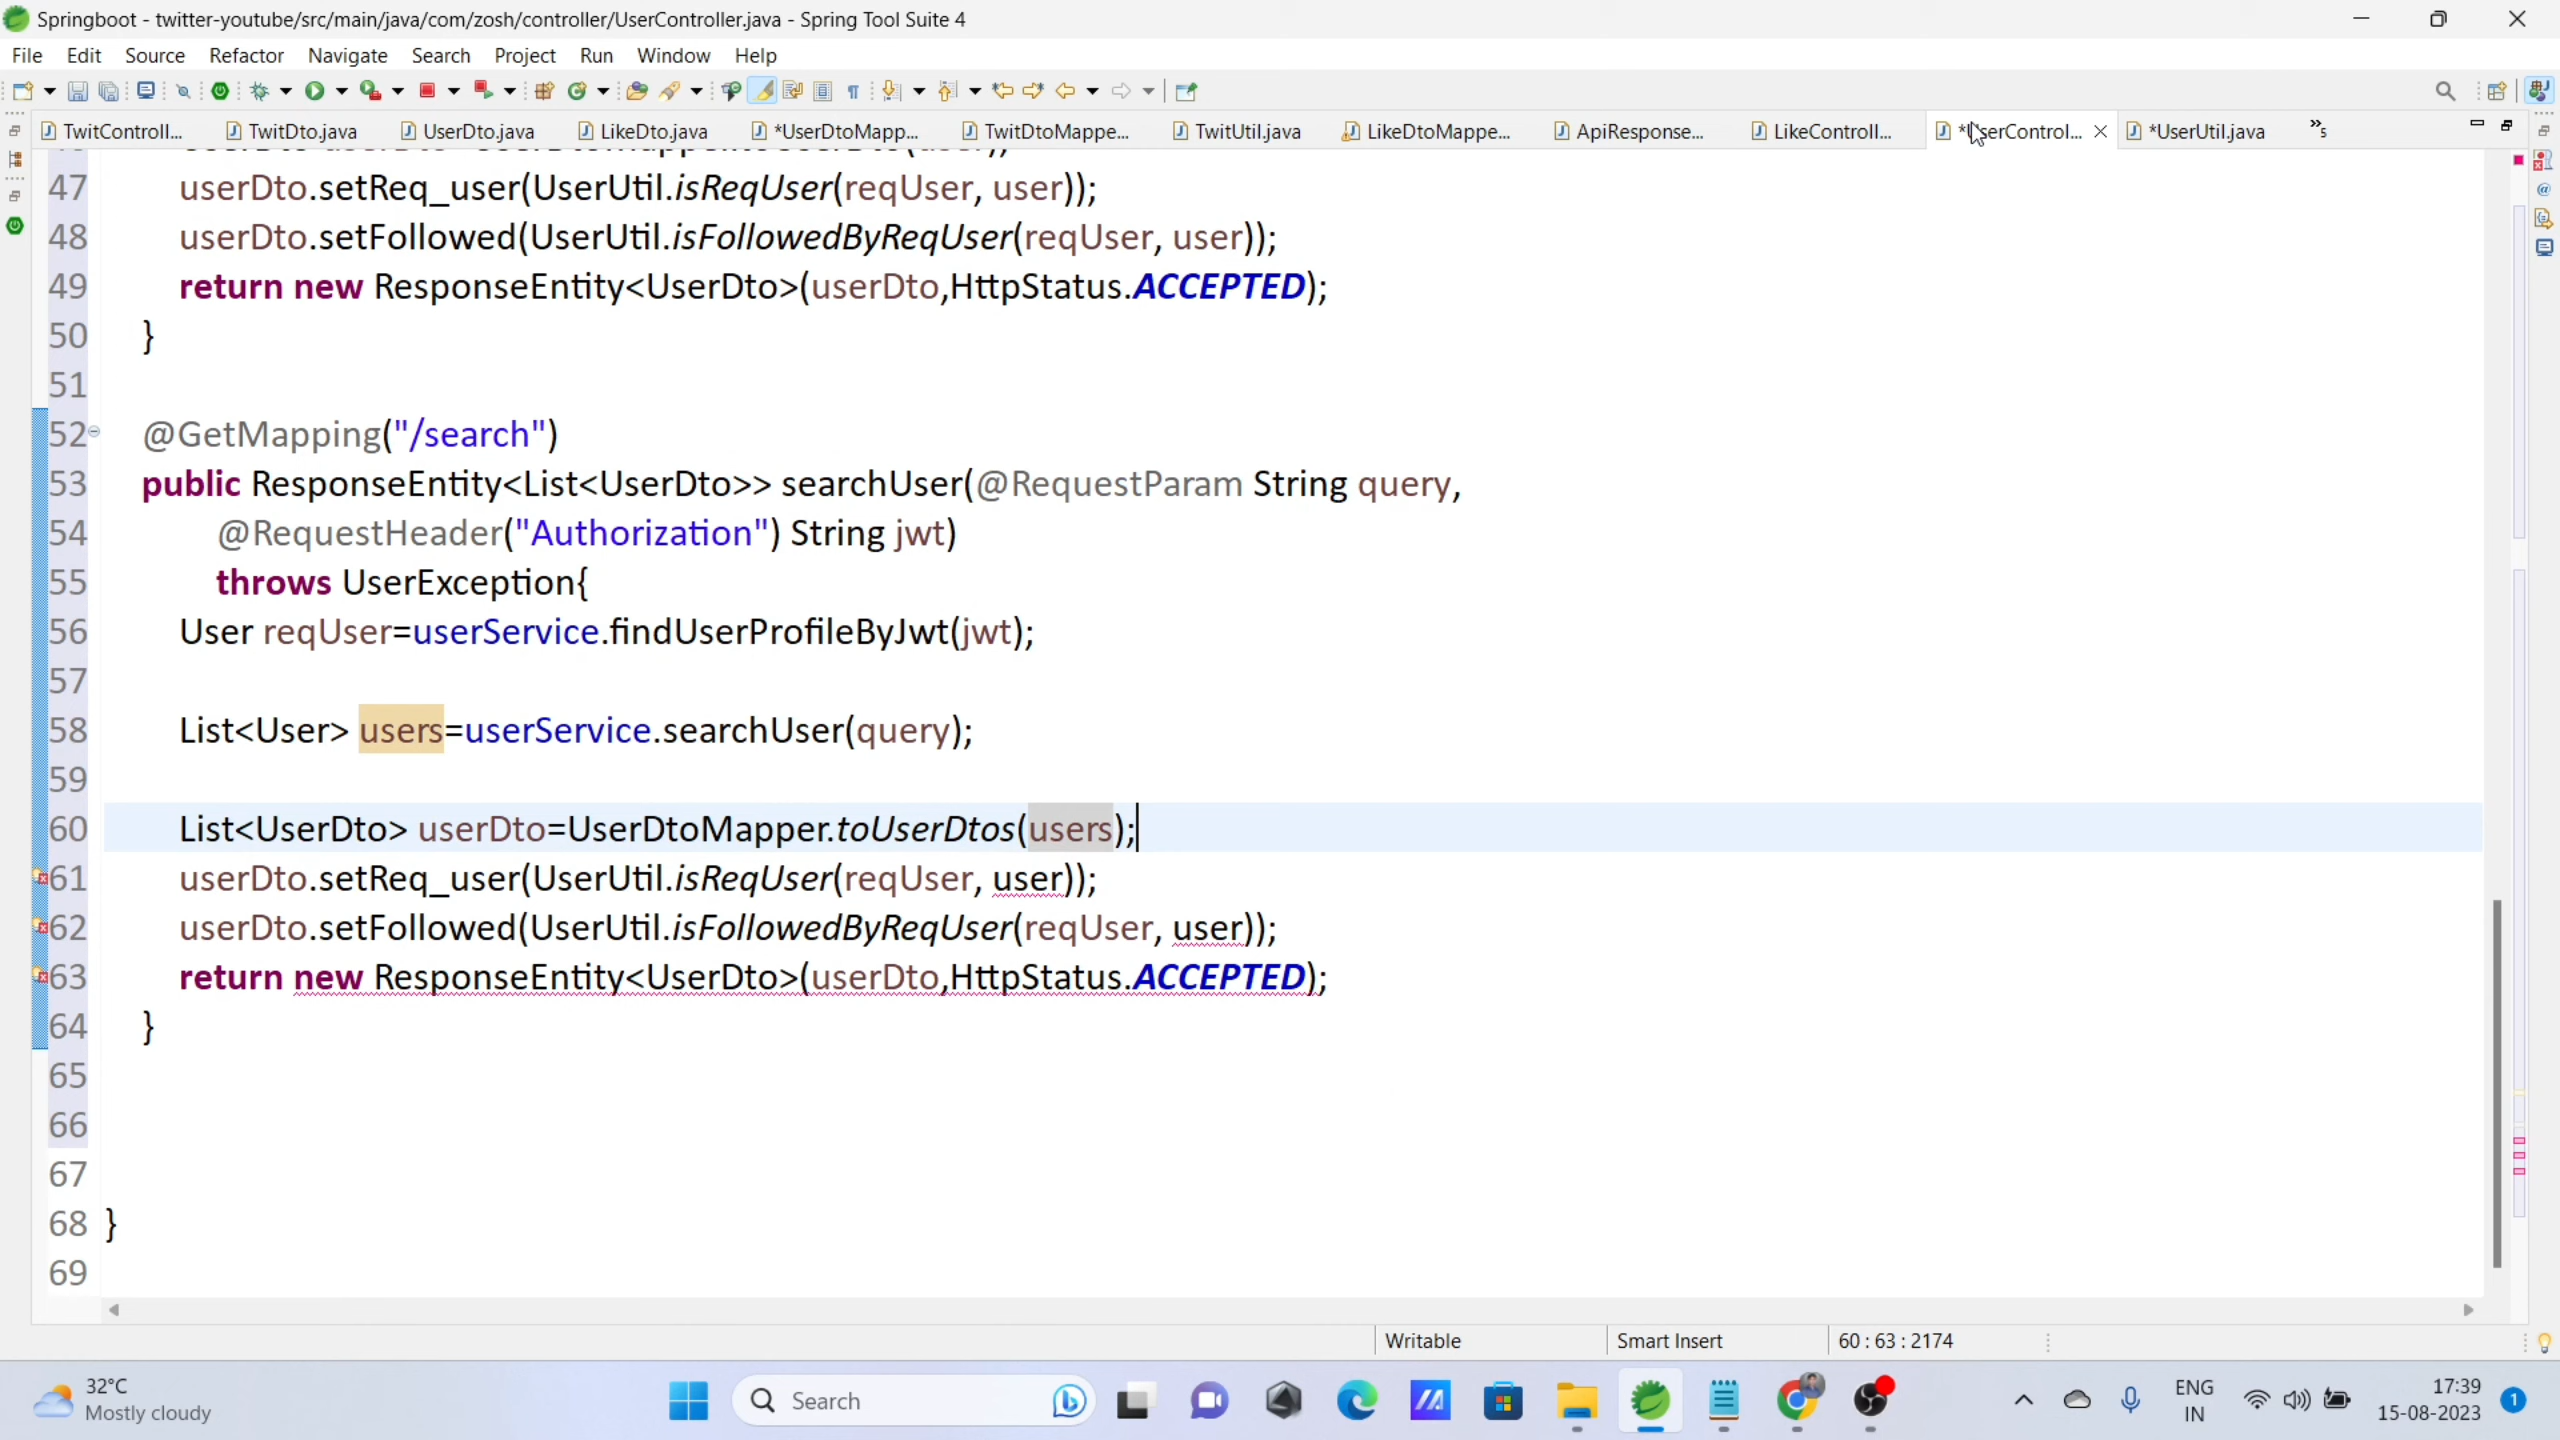 Springboot - twitter-youtube/src/main/java/com/zosh/controller/UserController.java - Spring Tool Suite 4
File Edit Source Refactor Navigate Search Project Run Window Help
TwitControll... TwitDto.java UserDto.java LikeDto.java *UserDtoMapp... TwitDtoMappe... TwitUtil.java LikeDtoMappe... ApiResponse... LikeControll... *UserControl... *UserUtil.java »5
47 userDto.setReq_user(UserUtil.isReqUser(reqUser, user));
48 userDto.setFollowed(UserUtil.isFollowedByReqUser(reqUser, user));
49 return new ResponseEntity<UserDto>(userDto,HttpStatus.ACCEPTED);
50 }
51
52 @GetMapping("/search")
53 public ResponseEntity<List<UserDto>> searchUser(@RequestParam String query,
54 @RequestHeader("Authorization") String jwt)
55 throws UserException{
56 User reqUser=userService.findUserProfileByJwt(jwt);
57
58 List<User> users=userService.searchUser(query);
59
60 List<UserDto> userDto=UserDtoMapper.toUserDtos(users);
61 userDto.setReq_user(UserUtil.isReqUser(reqUser, user));
62 userDto.setFollowed(UserUtil.isFollowedByReqUser(reqUser, user));
63 return new ResponseEntity<UserDto>(userDto,HttpStatus.ACCEPTED);
64 }
65
66
67
68 }
69
Writable Smart Insert 60 : 63 : 2174
32°C
Mostly cloudy
Search
ENG
IN
17:39
15-08-2023
1